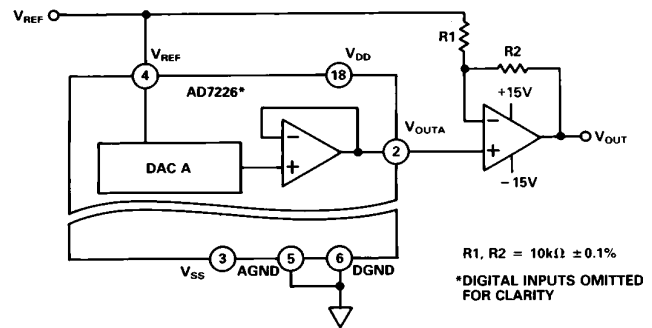 VREF
R1
R2
VREF
4
VDD
18
AD7226*
+15V
VOUTA
−
+
−
+
2
VOUT
DAC A
−15V
VSS
3
AGND
5
6
DGND
R1, R2 = 10kΩ ±0.1%
*DIGITAL INPUTS OMITTED
FOR CLARITY